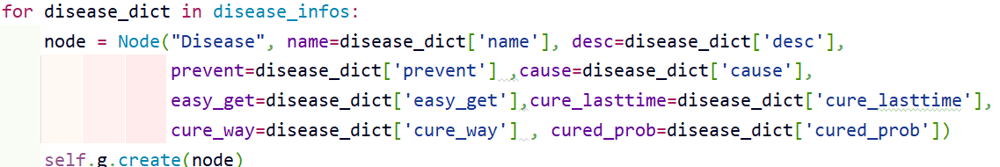 for disease_dict in disease_infos:
node = Node("Disease", name=disease_dict['name'], desc=disease_dict['desc'],
prevent=disease_dict['prevent'] ,cause=disease_dict['cause'],
easy_get=disease_dict['easy_get'],cure_lasttime=disease_dict['cure_lasttime'],
cure_way=disease_dict['cure_way'] , cured_prob=disease_dict['cured_prob'])
self.g.create(node)